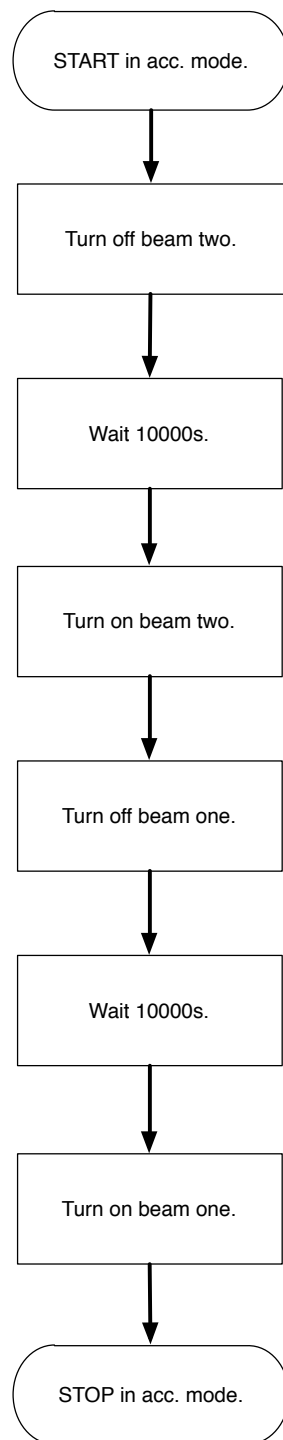 START in acc. mode.
Turn off beam two.
Wait 10000s.
Turn on beam two.
Turn off beam one.
Wait 10000s.
Turn on beam one.
STOP in acc. mode.